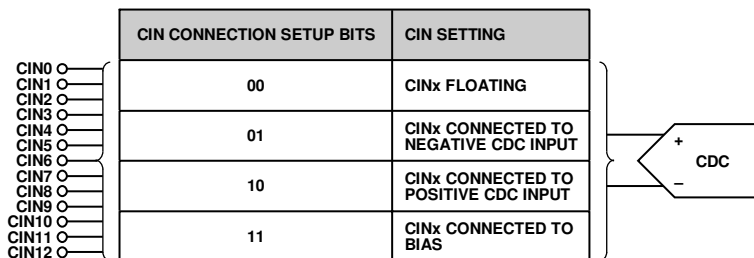 CIN CONNECTION SETUP BITS
CIN SETTING
CIN0
CIN1
CIN2
CIN3
CIN4
CIN5
CIN6
CIN7
CIN8
CIN9
CIN10
CIN11
CIN12
00
CINx FLOATING
01
CINx CONNECTED TO
NEGATIVE CDC INPUT
10
CINx CONNECTED TO
POSITIVE CDC INPUT
11
CINx CONNECTED TO
BIAS
+
CDC
–